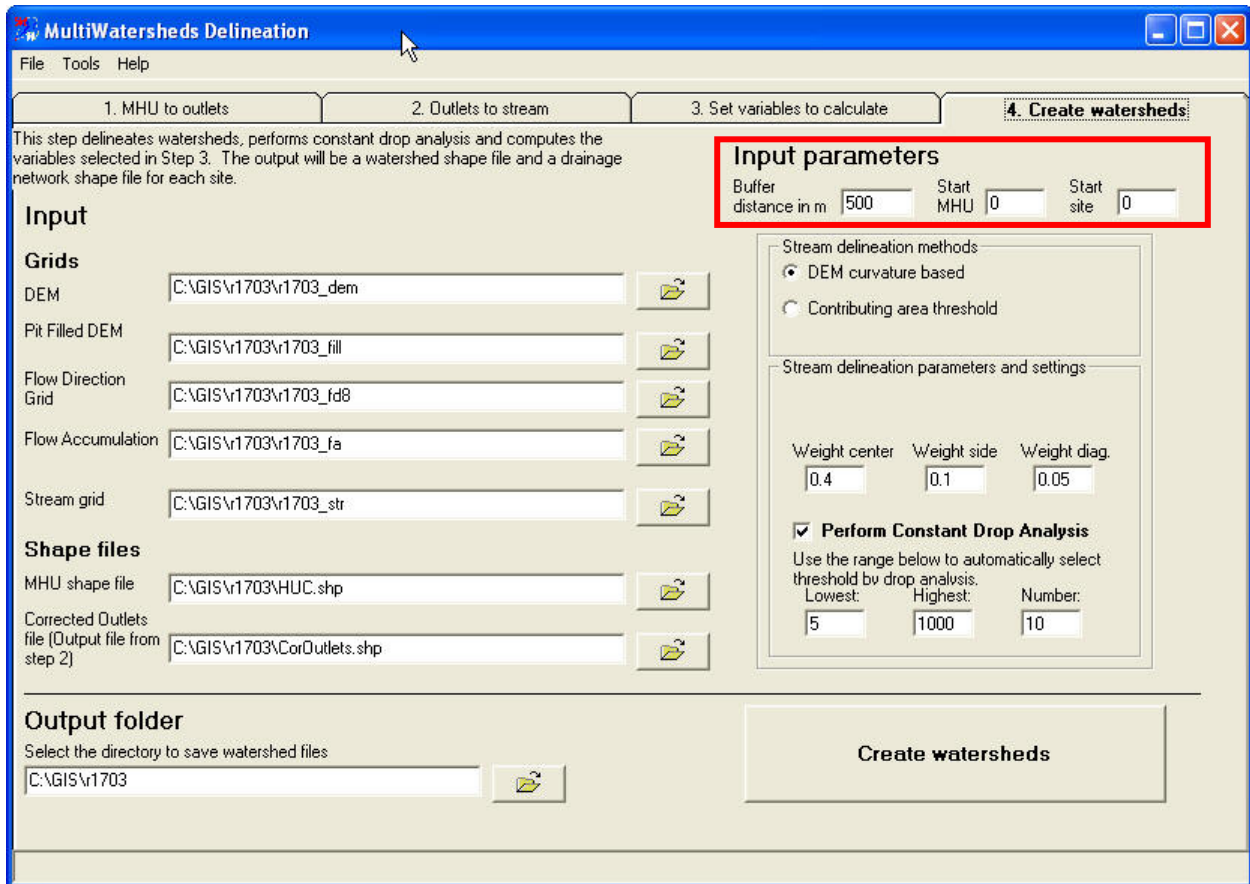 MultiWatersheds Delineation
File Tools Help
1. MHU to outlets
2. Outlets to stream
3. Set variables to calculate
4. Create watersheds
This step delineates watersheds, performs constant drop analysis and computes the
variables selected in Step 3. The output will be a watershed shape file and a drainage
network shape file for each site.
Input parameters
Buffer
distance in m 500
Start
MHU 0
Start
site 0
Input
Grids
DEM
C:\GIS\r1703\r1703_dem
Pit Filled DEM
C:\GIS\r1703\r1703_fill
Flow Direction
Grid
C:\GIS\r1703\r1703_fd8
Flow Accumulation
C:\GIS\r1703\r1703_fa
Stream grid
C:\GIS\r1703\r1703_str
Shape files
MHU shape file
C:\GIS\r1703\HUC.shp
Corrected Outlets
file (Output file from
step 2)
C:\GIS\r1703\CorOutlets.shp
Stream delineation methods
DEM curvature based
Contributing area threshold
Stream delineation parameters and settings
Weight center Weight side Weight diag.
0.4 0.1 0.05
Perform Constant Drop Analysis
Use the range below to automatically select
threshold by drop analysis.
Lowest: Highest: Number:
5 1000 10
Output folder
Select the directory to save watershed files
C:\GIS\r1703
Create watersheds